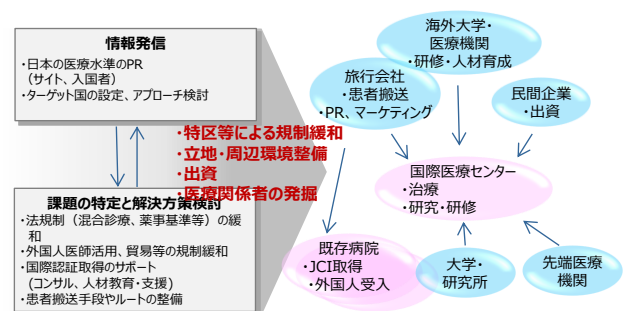 情報発信
・日本の医療水準のPR
（サイト、入国者）
・ターゲット国の設定、アプローチ検討
・特区等による規制緩和
・立地・周辺環境整備
・出資
・医療関係者の発掘
課題の特定と解決方策検討
・法規制（混合診療、薬事基準等）の緩
和
・外国人医師活用、貿易等の規制緩和
・国際認証取得のサポート
（コンサル、人材教育・支援）
・患者搬送手段やルートの整備
海外大学・
医療機関
・研修・人材育成
旅行会社
・患者搬送
・PR、マーケティング
民間企業
・出資
国際医療センター
・治療
・研究・研修
既存病院
・JCI取得
・外国人受入
大学・
研究所
先端医療
機関